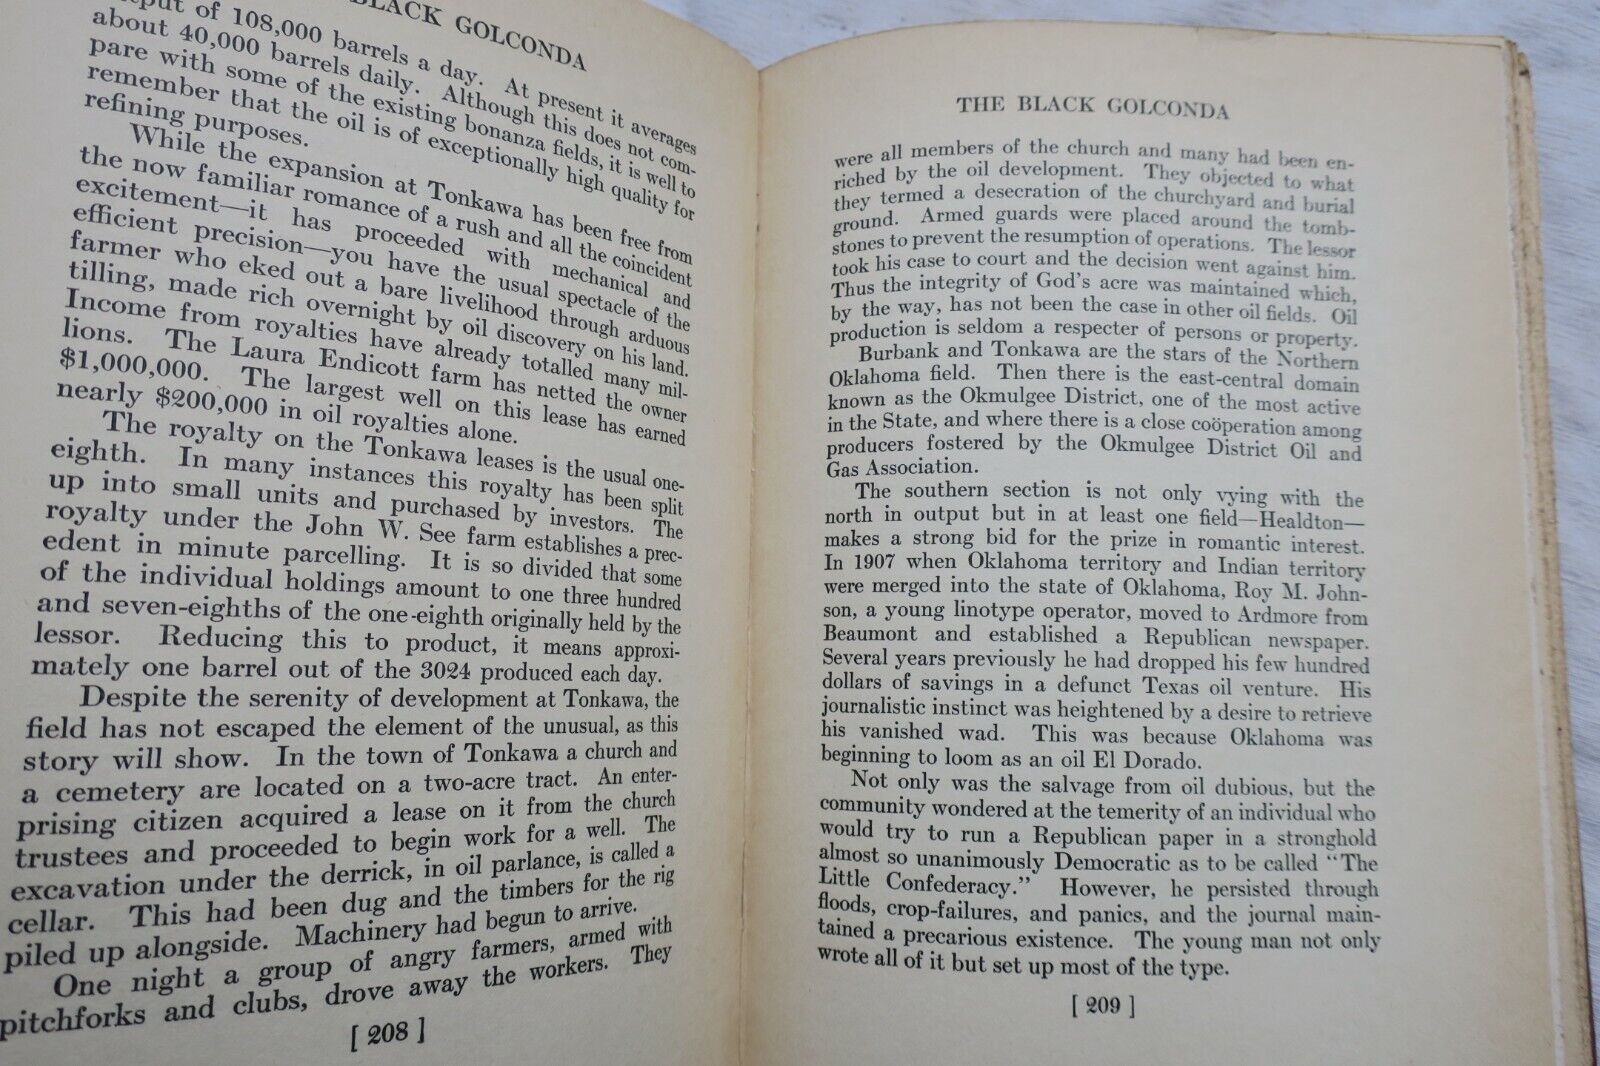 BLACK GOLCONDA
of 108,000 barrels a day. At present it averages
about 40,000 barrels daily. Although this does not com-
pare with some of the existing bonanza fields, it is well to
remember that the oil is of exceptionally high quality for
refining purposes.
While the expansion at Tonkawa has been free from
the now familiar romance of a rush and all the coincident
excitement—it has proceeded with mechanical and
efficient precision—you have the usual spectacle of the
farmer who eked out a bare livelihood through arduous
tilling, made rich overnight by oil discovery on his land.
Income from royalties have already totalled many mil-
lions. The Laura Endicott farm has netted the owner
$1,000,000. The largest well on this lease has earned
nearly $200,000 in oil royalties alone.
The royalty on the Tonkawa leases is the usual one-
eighth. In many instances this royalty has been split
up into small units and purchased by investors. The
royalty under the John W. See farm establishes a prec-
edent in minute parcelling. It is so divided that some
of the individual holdings amount to one three hundred
and seven-eighths of the one-eighth originally held by the
lessor. Reducing this to product, it means approxi-
mately one barrel out of the 3024 produced each day.
Despite the serenity of development at Tonkawa, the
field has not escaped the element of the unusual, as this
story will show. In the town of Tonkawa a church and
a cemetery are located on a two-acre tract. An enter-
prising citizen acquired a lease on it from the church
trustees and proceeded to begin work for a well. The
excavation under the derrick, in oil parlance, is called a
cellar. This had been dug and the timbers for the rig
piled up alongside. Machinery had begun to arrive.
One night a group of angry farmers, armed with
pitchforks and clubs, drove away the workers. They
[ 208 ]
THE BLACK GOLCONDA
were all members of the church and many had been en-
riched by the oil development. They objected to what
they termed a desecration of the churchyard and burial
ground. Armed guards were placed around the tomb-
stones to prevent the resumption of operations. The lessor
took his case to court and the decision went against him.
Thus the integrity of God's acre was maintained which,
by the way, has not been the case in other oil fields. Oil
production is seldom a respecter of persons or property.
Burbank and Tonkawa are the stars of the Northern
Oklahoma field. Then there is the east-central domain
known as the Okmulgee District, one of the most active
in the State, and where there is a close coöperation among
producers fostered by the Okmulgee District Oil and
Gas Association.
The southern section is not only vying with the
north in output but in at least one field—Healdton—
makes a strong bid for the prize in romantic interest.
In 1907 when Oklahoma territory and Indian territory
were merged into the state of Oklahoma, Roy M. John-
son, a young linotype operator, moved to Ardmore from
Beaumont and established a Republican newspaper.
Several years previously he had dropped his few hundred
dollars of savings in a defunct Texas oil venture. His
journalistic instinct was heightened by a desire to retrieve
his vanished wad. This was because Oklahoma was
beginning to loom as an oil El Dorado.
Not only was the salvage from oil dubious, but the
community wondered at the temerity of an individual who
would try to run a Republican paper in a stronghold
almost so unanimously Democratic as to be called "The
Little Confederacy." However, he persisted through
floods, crop-failures, and panics, and the journal main-
tained a precarious existence. The young man not only
wrote all of it but set up most of the type.
[ 209 ]